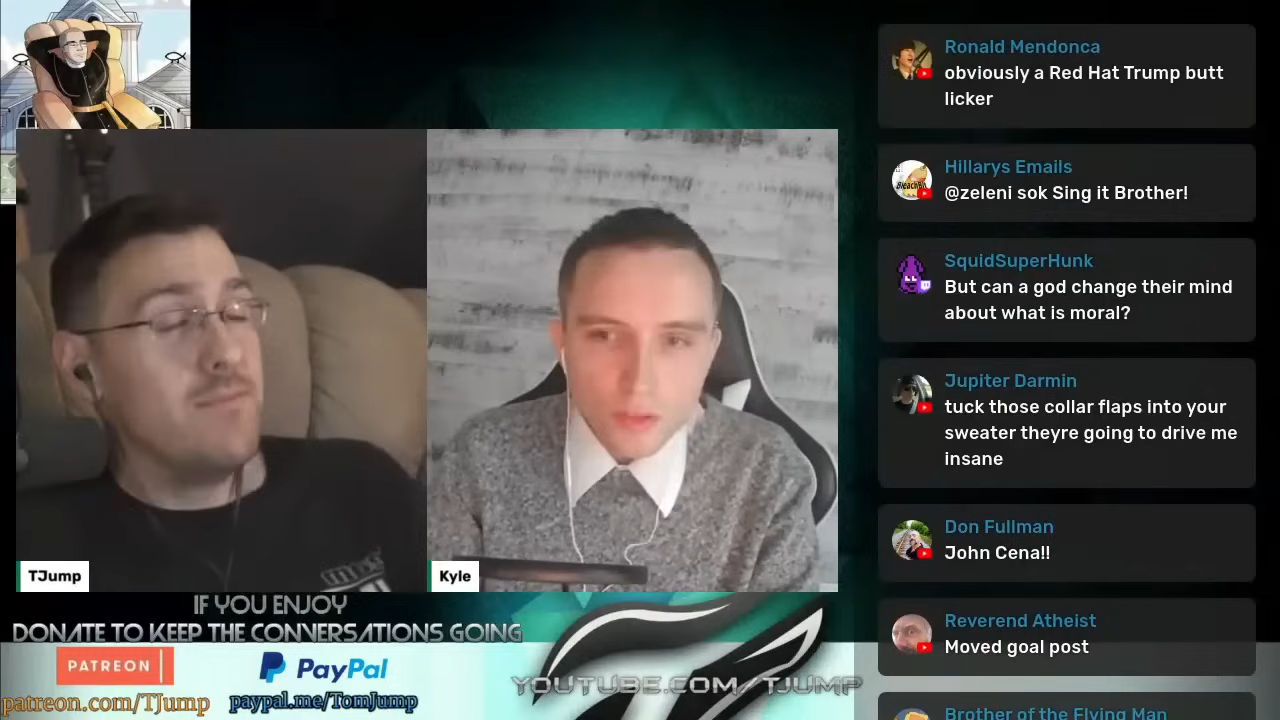 Ronald Mendonca
obviously a Red Hat Trump butt
licker
Hillarys Emails
@zeleni sok Sing it Brother!
SquidSuperHunk
But can a god change their mind
about what is moral?
Jupiter Darmin
tuck those collar flaps into your
sweater theyre going to drive me
insane
Don Fullman
John Cena!!
Reverend Atheist
Moved goal post
Brother of the Flying Man
TJump
Kyle
IF YOU ENJOY
DONATE TO KEEP THE CONVERSATIONS GOING
PATREON
PayPal
patreon.com/TJump
paypal.me/TomJump
YOUTUBE.COM/TJUMP